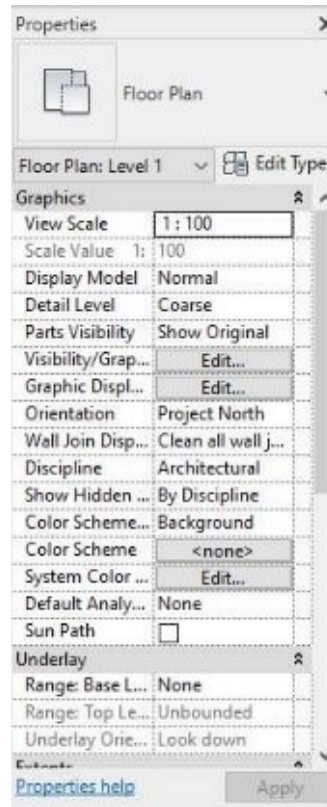 Properties
Floor Plan
Floor Plan: Level 1 Edit Type
Graphics
View Scale 1 : 100
Scale Value 1: 100
Display Model Normal
Detail Level Coarse
Parts Visibility Show Original
Visibility/Grap... Edit...
Graphic Displ... Edit...
Orientation Project North
Wall Join Disp... Clean all wall j...
Discipline Architectural
Show Hidden ... By Discipline
Color Scheme... Background
Color Scheme <none>
System Color ... Edit...
Default Analy... None
Sun Path
Underlay
Range: Base L... None
Range: Top Le... Unbounded
Underlay Orie... Look down
Extents
Properties help Apply